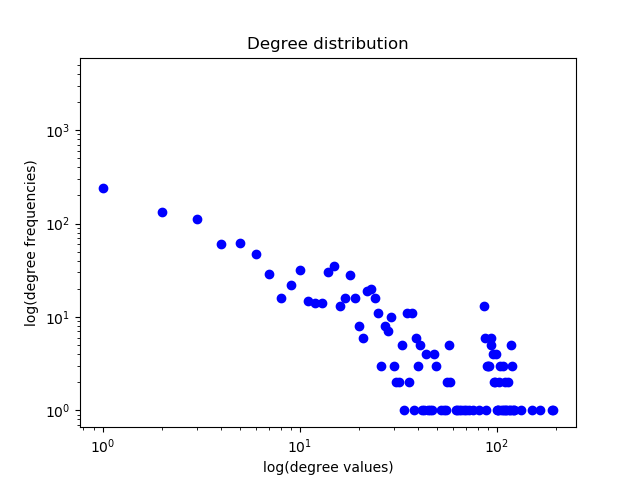 Degree distribution
log(degree frequencies)
10³
10²
10¹
10⁰
10⁰ 10¹ 10²
log(degree values)